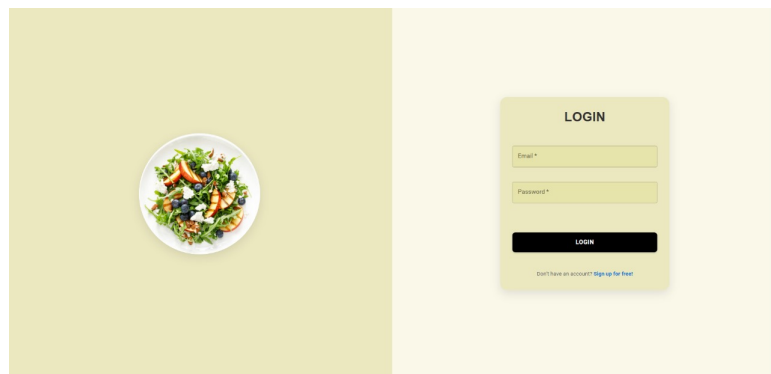 LOGIN
Email *
Password *
LOGIN
Don't have an account? Sign up for free!